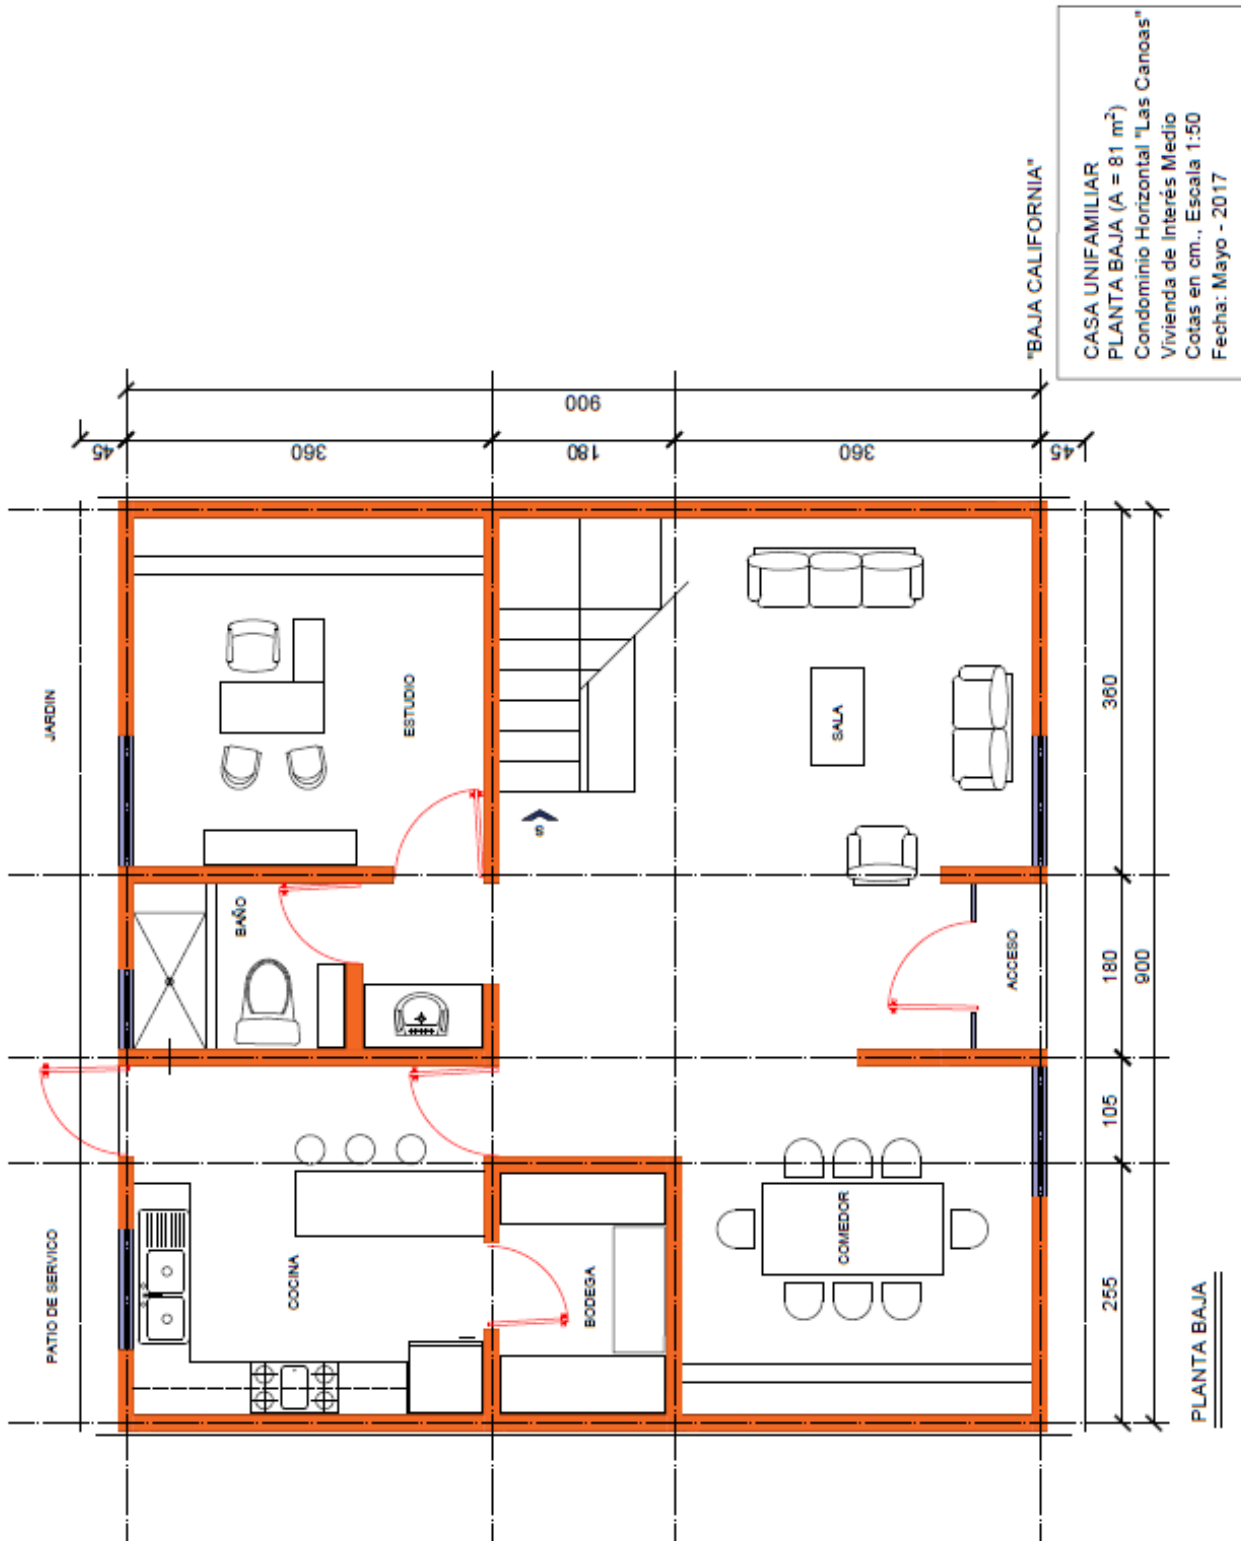 PATIO DE SERVICO
JARDIN
45
BAÑO
COCINA
360
ESTUDIO
S
BODEGA
180
900
SALA
COMEDOR
360
ACCESO
45
255
105
180
360
900
PLANTA BAJA
"BAJA CALIFORNIA"
CASA UNIFAMILIAR
PLANTA BAJA (A = 81 m²)
Condominio Horizontal "Las Canoas"
Vivienda de Interés Medio
Cotas en cm., Escala 1:50
Fecha: Mayo - 2017